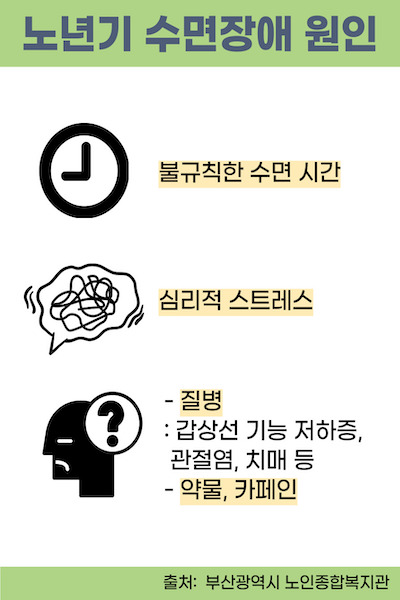 노년기 수면장애 원인
불규칙한 수면 시간
심리적 스트레스
?
- 질병
: 갑상선 기능 저하증,
관절염, 치매 등
- 약물, 카페인
출처: 부산광역시 노인종합복지관